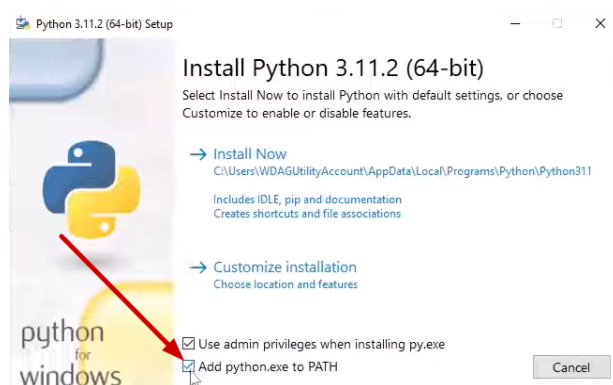 Python 3.11.2 (64-bit) Setup
Install Python 3.11.2 (64-bit)
Select Install Now to install Python with default settings, or choose
Customize to enable or disable features.
Install Now
C:\Users\WDAGUtilityAccount\AppData\Local\Programs\Python\Python311
Includes IDLE, pip and documentation
Creates shortcuts and file associations
Customize installation
Choose location and features
python
for
windows
Use admin privileges when installing py.exe
Add python.exe to PATH
Cancel